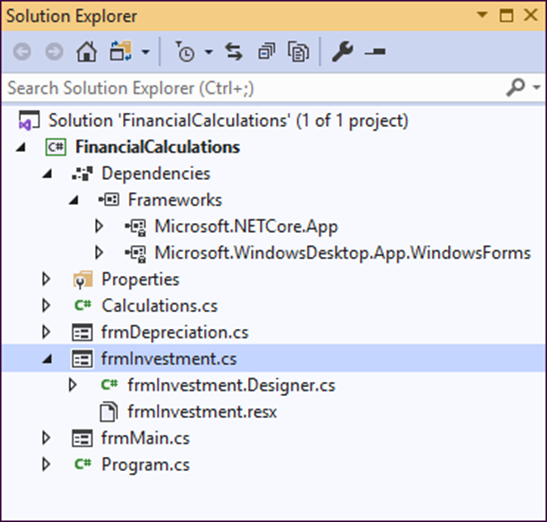 Solution Explorer
Search Solution Explorer (Ctrl+;)
Solution 'FinancialCalculations' (1 of 1 project)
C# FinancialCalculations
Dependencies
Frameworks
Microsoft.NETCore.App
Microsoft.WindowsDesktop.App.WindowsForms
Properties
C# Calculations.cs
frmDepreciation.cs
frmInvestment.cs
C# frmInvestment.Designer.cs
frmInvestment.resx
frmMain.cs
C# Program.cs